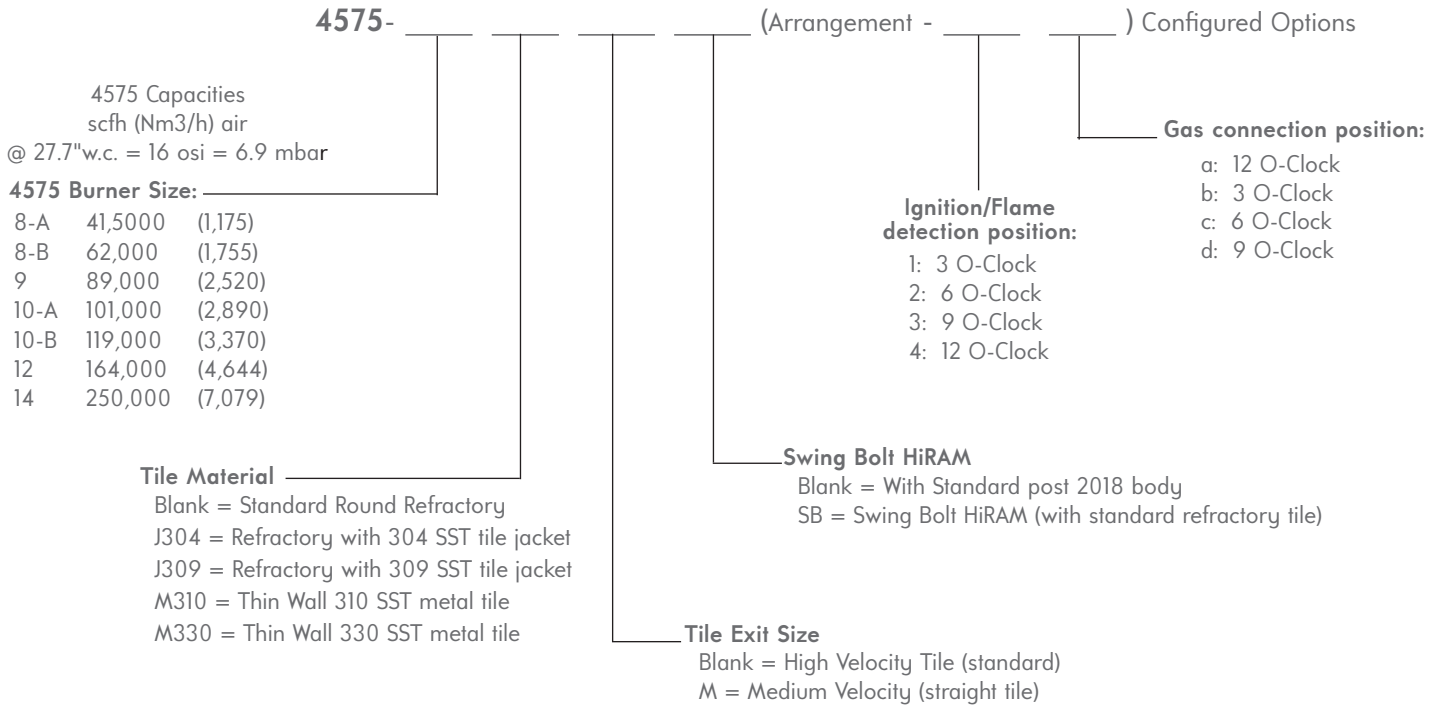 4575- ______ ______ ______ ______ (Arrangement - ______ ______ ) Configured Options
4575 Capacities
scfh (Nm3/h) air
@ 27.7"w.c. = 16 osi = 6.9 mbar
4575 Burner Size:
8-A 41,5000 (1,175)
8-B 62,000 (1,755)
9 89,000 (2,520)
10-A 101,000 (2,890)
10-B 119,000 (3,370)
12 164,000 (4,644)
14 250,000 (7,079)
Tile Material
Blank = Standard Round Refractory
J304 = Refractory with 304 SST tile jacket
J309 = Refractory with 309 SST tile jacket
M310 = Thin Wall 310 SST metal tile
M330 = Thin Wall 330 SST metal tile
Tile Exit Size
Blank = High Velocity Tile (standard)
M = Medium Velocity (straight tile)
Swing Bolt HiRAM
Blank = With Standard post 2018 body
SB = Swing Bolt HiRAM (with standard refractory tile)
Ignition/Flame
detection position:
1: 3 O-Clock
2: 6 O-Clock
3: 9 O-Clock
4: 12 O-Clock
Gas connection position:
a: 12 O-Clock
b: 3 O-Clock
c: 6 O-Clock
d: 9 O-Clock